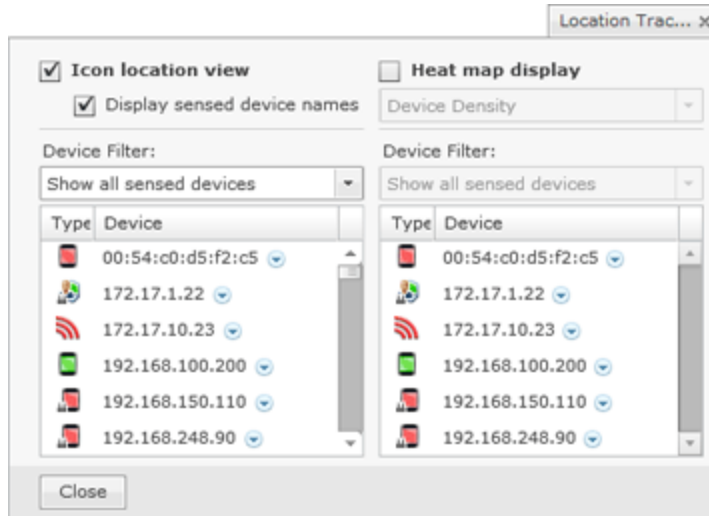 Location Trac... x
Icon location view
Display sensed device names
Device Filter:
Show all sensed devices
Type Device
00:54:c0:d5:f2:c5
172.17.1.22
172.17.10.23
192.168.100.200
192.168.150.110
192.168.248.90
Heat map display
Device Density
Device Filter:
Show all sensed devices
Type Device
00:54:c0:d5:f2:c5
172.17.1.22
172.17.10.23
192.168.100.200
192.168.150.110
192.168.248.90
Close